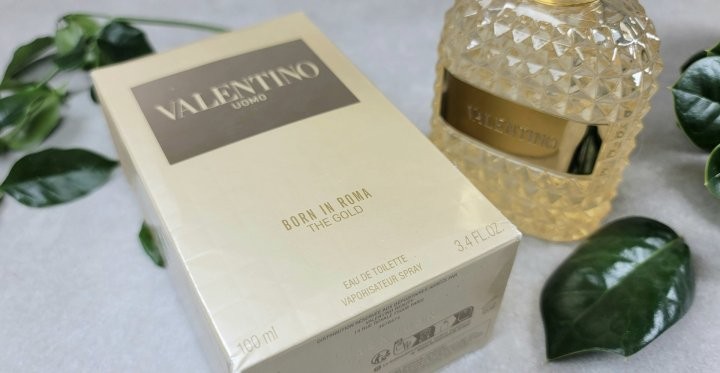 VALENTINO
UOMO
BORN IN ROMA
THE GOLD
EAU DE TOILETTE
VAPORISATEUR SPRAY
3.4 FL.OZ.
100 ml
VALENTINO